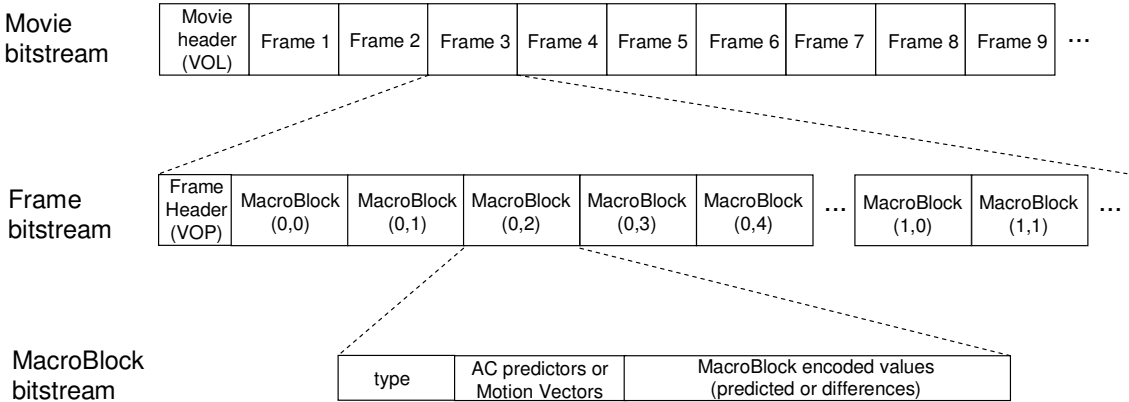 Movie bitstream
Movie header (VOL)
Frame 1
Frame 2
Frame 3
Frame 4
Frame 5
Frame 6
Frame 7
Frame 8
Frame 9
...
Frame bitstream
Frame Header (VOP)
MacroBlock (0,0)
MacroBlock (0,1)
MacroBlock (0,2)
MacroBlock (0,3)
MacroBlock (0,4)
...
MacroBlock (1,0)
MacroBlock (1,1)
...
MacroBlock bitstream
type
AC predictors or Motion Vectors
MacroBlock encoded values (predicted or differences)